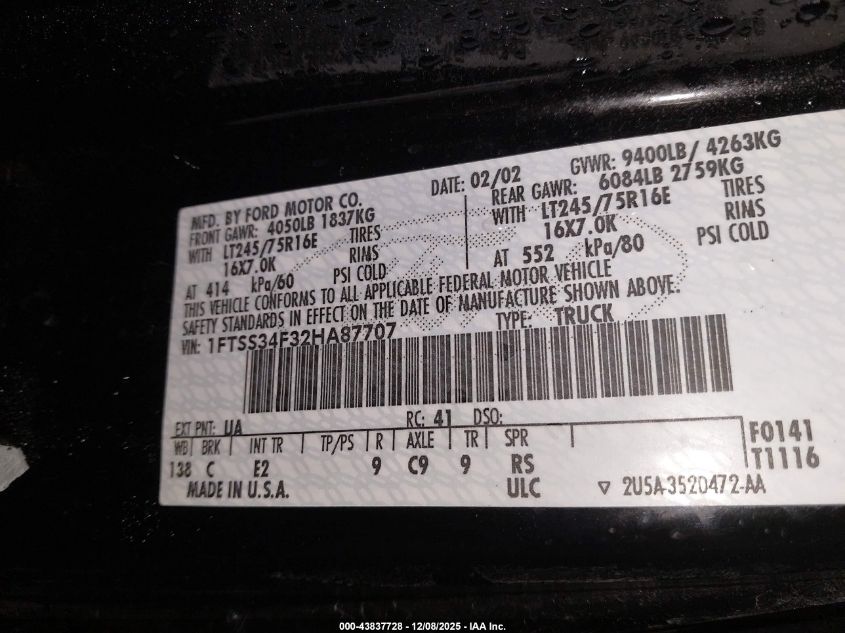 MFD. BY FORD MOTOR CO.
DATE: 02/02
GVWR: 9400LB/ 4263KG
FRONT GAWR: 4050LB 1837KG
REAR GAWR: 6084LB 2759KG
WITH LT245/75R16E TIRES
WITH LT245/75R16E TIRES
16X7.0K RIMS
16X7.0K RIMS
AT 414 kPa/60 PSI COLD
AT 552 kPa/80 PSI COLD
THIS VEHICLE CONFORMS TO ALL APPLICABLE FEDERAL MOTOR VEHICLE
SAFETY STANDARDS IN EFFECT ON THE DATE OF MANUFACTURE SHOWN ABOVE.
VIN: 1FTSS34F32HA87707
TYPE: TRUCK
EXT PNT: UA RC: 41 DSO:
WB BRK INT TR TP/PS R AXLE TR SPR
138 C E2 9 C9 9 RS
F0141
T1116
MADE IN U.S.A. ULC ▽ 2U5A-3520472-AA
000-43837728 - 12/08/2025 - IAA Inc.